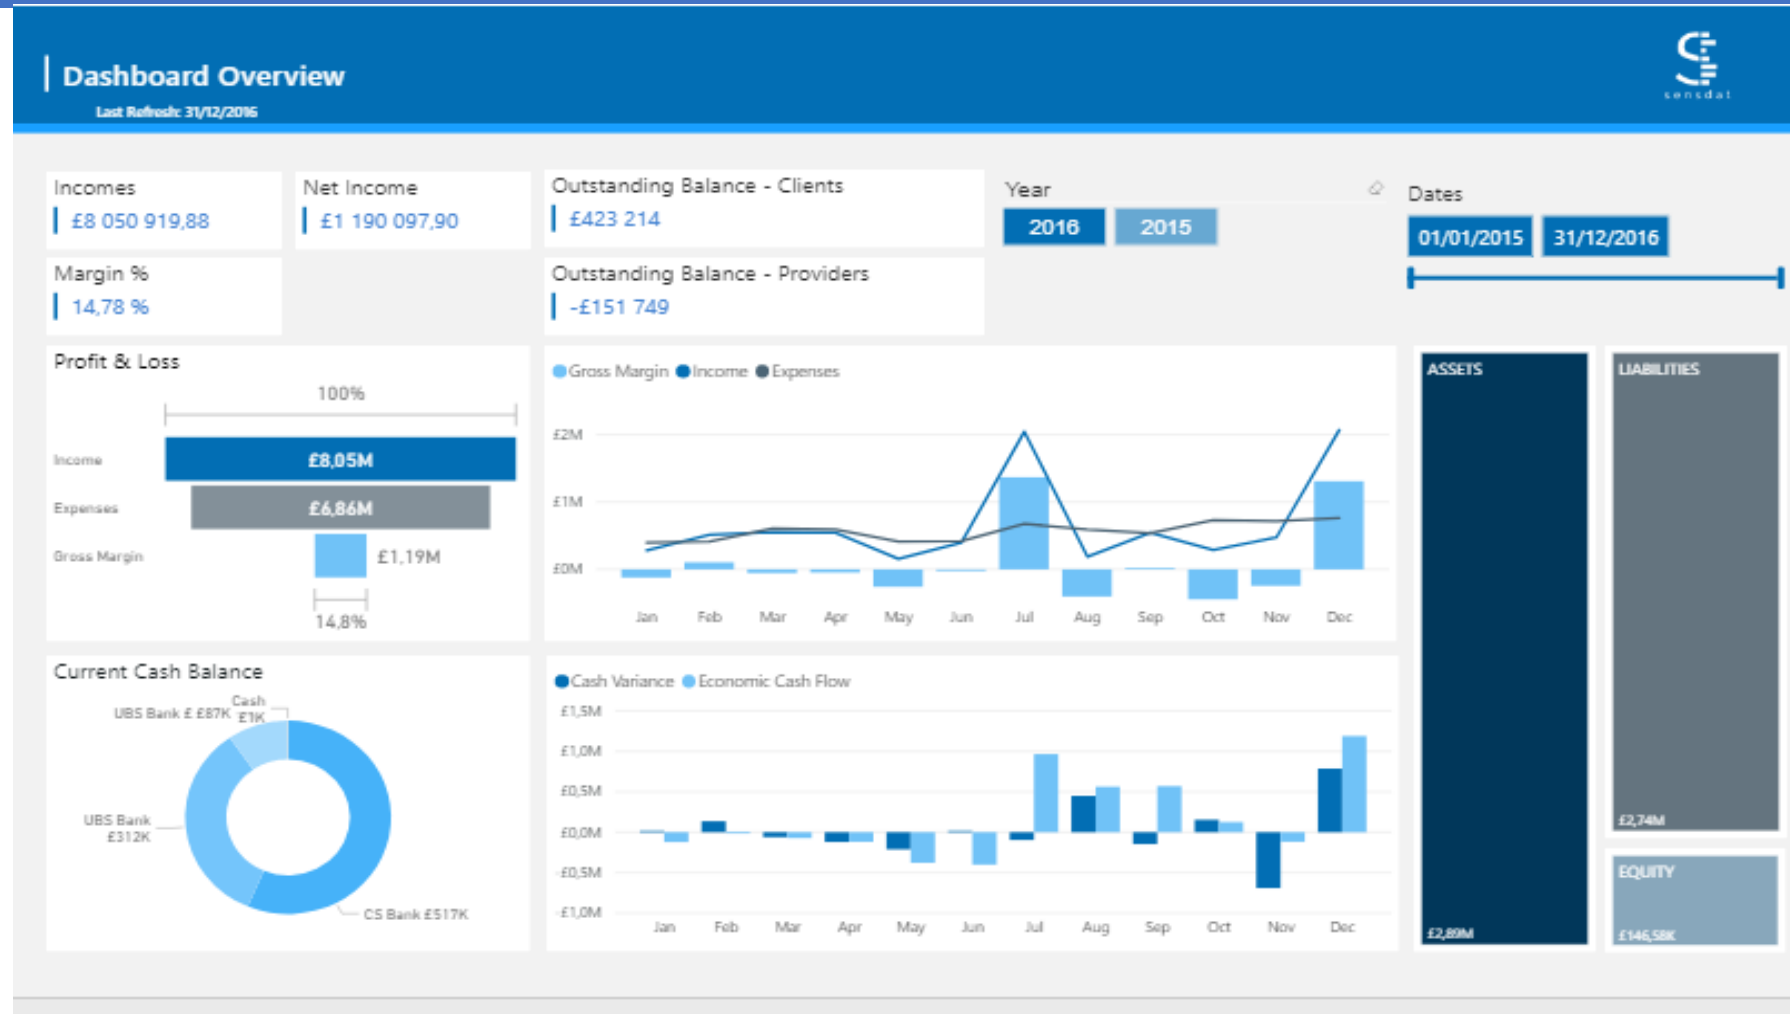 Dashboard Overview
Last Refresh: 31/12/2016
sensdat
Incomes
£8 050 919,88
Net Income
£1 190 097,90
Outstanding Balance - Clients
£423 214
Year
2016 2015
Dates
01/01/2015 31/12/2016
Margin %
14,78 %
Outstanding Balance - Providers
-£151 749
Profit & Loss
100%
Income £8,05M
Expenses £6,86M
Gross Margin £1,19M
14,8%
Gross Margin Income Expenses
£2M
£1M
£0M
Jan Feb Mar Apr May Jun Jul Aug Sep Oct Nov Dec
ASSETS
£2,89M
LIABILITIES
£2,74M
EQUITY
£146,58K
Current Cash Balance
Cash
£1K
UBS Bank £ £87K
UBS Bank
£312K
CS Bank £517K
Cash Variance Economic Cash Flow
£1,5M
£1,0M
£0,5M
£0,0M
-£0,5M
-£1,0M
Jan Feb Mar Apr May Jun Jul Aug Sep Oct Nov Dec